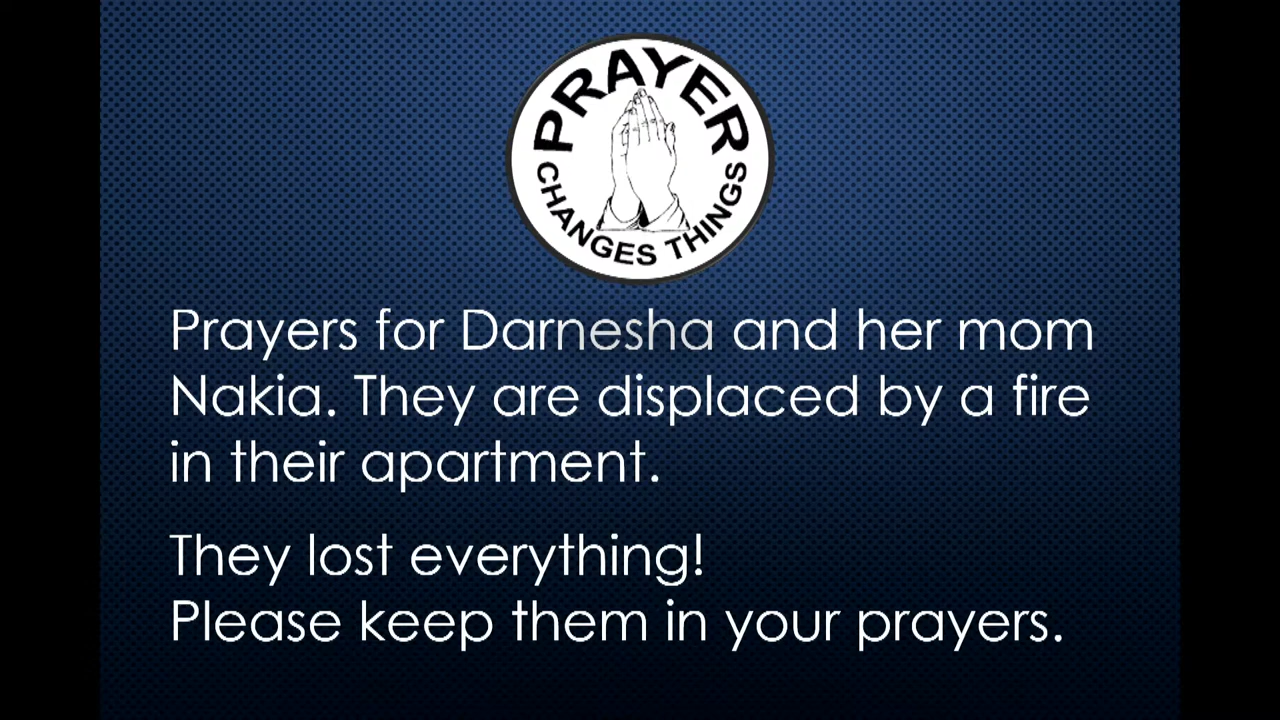 PRAYER
CHANGES THINGS
Prayers for Darnesha and her mom
Nakia. They are displaced by a fire
in their apartment.
They lost everything!
Please keep them in your prayers.